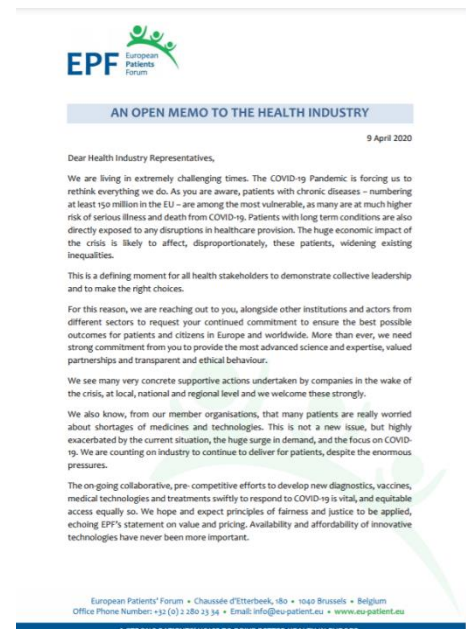 EPF
European
Patients
Forum
AN OPEN MEMO TO THE HEALTH INDUSTRY
9 April 2020
Dear Health Industry Representatives,
We are living in extremely challenging times. The COVID-19 Pandemic is forcing us to
rethink everything we do. As you are aware, patients with chronic diseases – numbering
at least 150 million in the EU – are among the most vulnerable, as many are at much higher
risk of serious illness and death from COVID-19. Patients with long term conditions are also
directly exposed to any disruptions in healthcare provision. The huge economic impact of
the crisis is likely to affect, disproportionately, these patients, widening existing
inequalities.
This is a defining moment for all health stakeholders to demonstrate collective leadership
and to make the right choices.
For this reason, we are reaching out to you, alongside other institutions and actors from
different sectors to request your continued commitment to ensure the best possible
outcomes for patients and citizens in Europe and worldwide. More than ever, we need
strong commitment from you to provide the most advanced science and expertise, valued
partnerships and transparent and ethical behaviour.
We see many very concrete supportive actions undertaken by companies in the wake of
the crisis, at local, national and regional level and we welcome these strongly.
We also know, from our member organisations, that many patients are really worried
about shortages of medicines and technologies. This is not a new issue, but highly
exacerbated by the current situation, the huge surge in demand, and the focus on COVID-
19. We are counting on industry to continue to deliver for patients, despite the enormous
pressures.
The on-going collaborative, pre- competitive efforts to develop new diagnostics, vaccines,
medical technologies and treatments swiftly to respond to COVID-19 is vital, and equitable
access equally so. We hope and expect principles of fairness and justice to be applied,
echoing EPF's statement on value and pricing. Availability and affordability of innovative
technologies have never been more important.
European Patients' Forum • Chaussée d'Etterbeek, 180 • 1040 Brussels • Belgium
Office Phone Number: +32 (0) 2 280 23 34 • Email: info@eu-patient.eu • www.eu-patient.eu